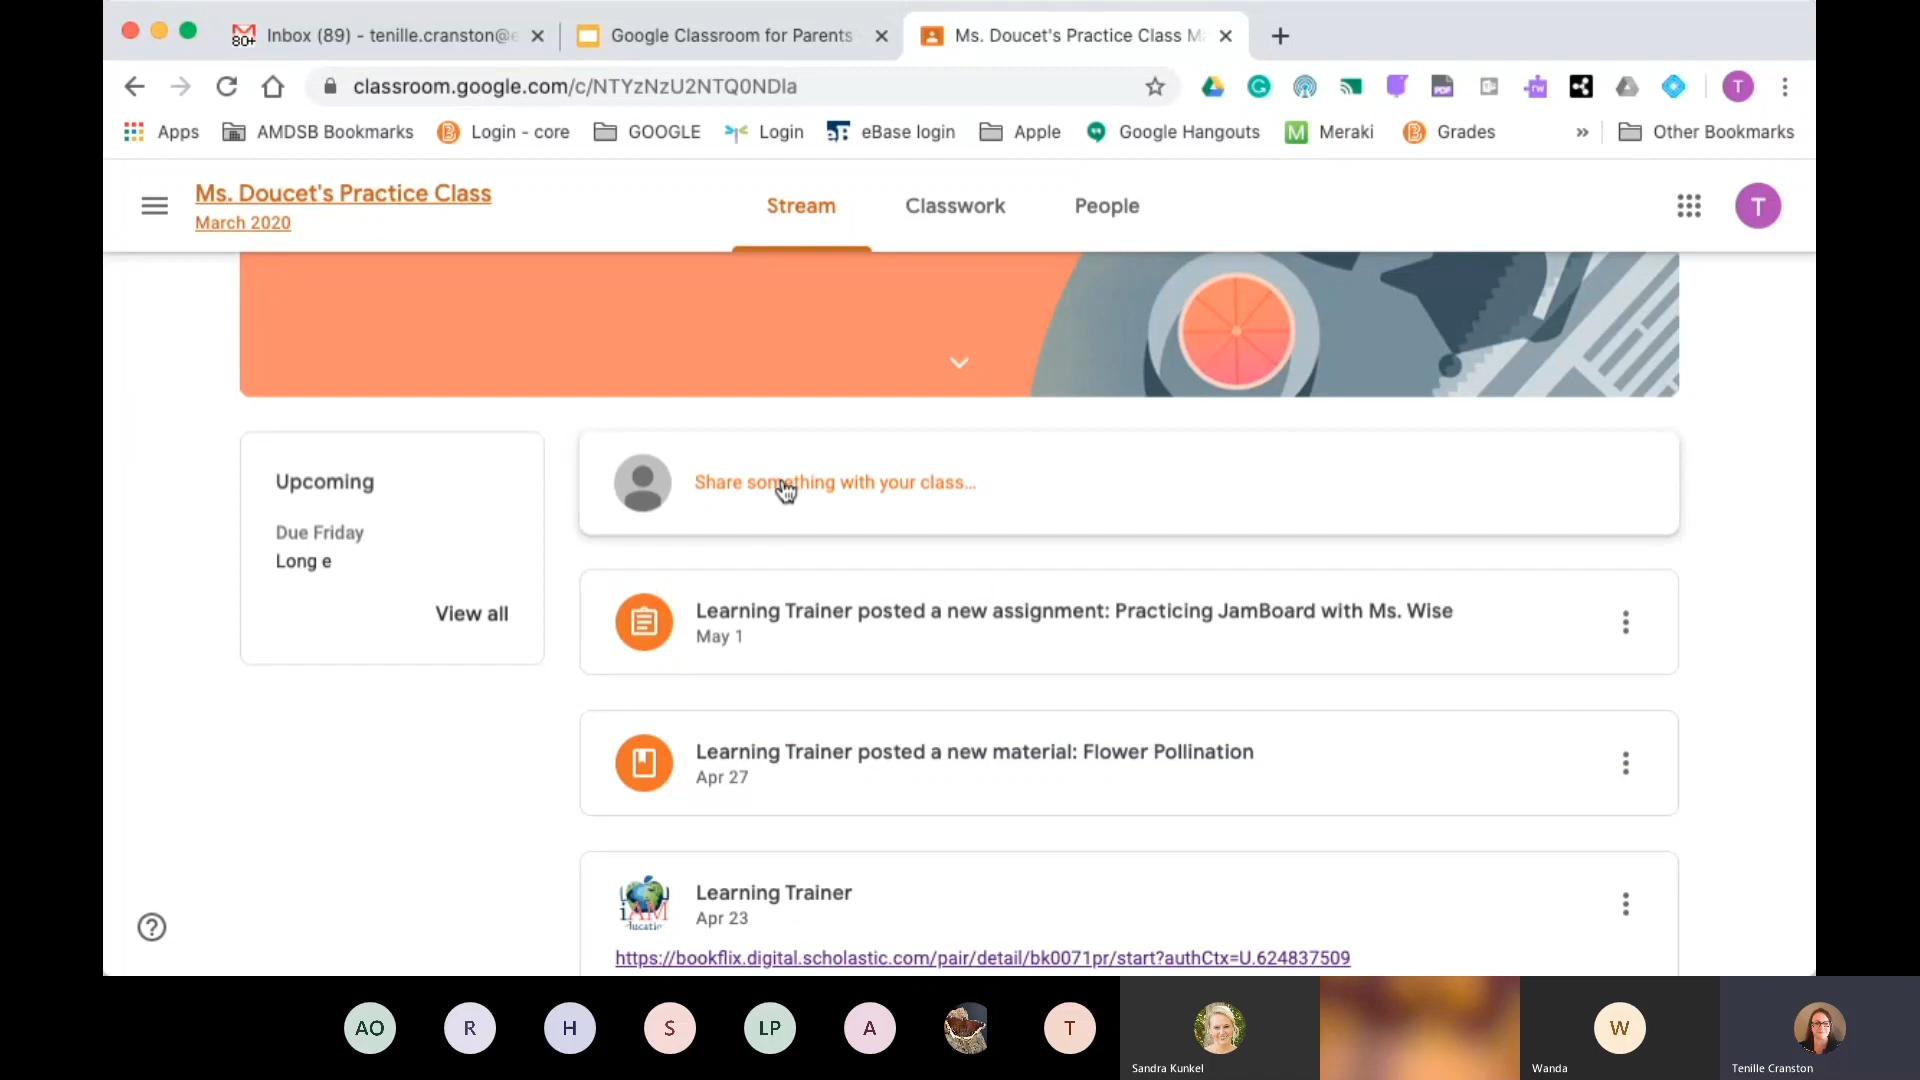 80+
Inbox (89) - tenille.cranston@e
Google Classroom for Parents
Ms. Doucet's Practice Class Ma
classroom.google.com/c/NTYzNzU2NTQ0NDla
T
Apps
AMDSB Bookmarks
Login - core
GOOGLE
Login
eBase login
Apple
Google Hangouts
M
Meraki
Grades
»
Other Bookmarks
Ms. Doucet's Practice Class
March 2020
Stream
Classwork
People
T
Upcoming
Due Friday
Long e
View all
Share something with your class...
Learning Trainer posted a new assignment: Practicing JamBoard with Ms. Wise
May 1
Learning Trainer posted a new material: Flower Pollination
Apr 27
iAM
Learning Trainer
Apr 23
https://bookflix.digital.scholastic.com/pair/detail/bk0071pr/start?authCtx=U.624837509
AO
R
H
S
LP
A
T
Sandra Kunkel
W
Wanda
Tenille Cranston